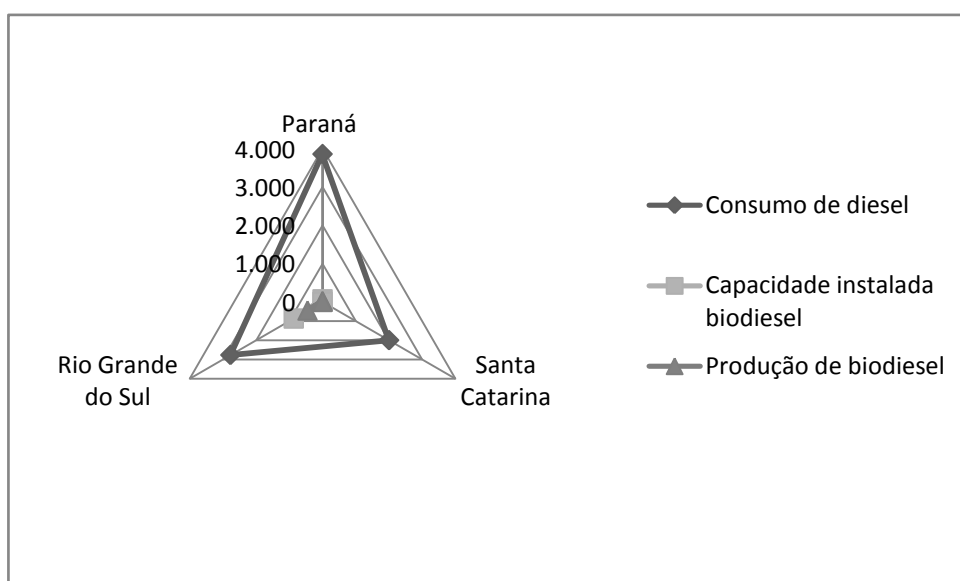 Paraná
4.000
3.000
2.000
1.000
0
Rio Grande
do Sul
Santa
Catarina
Consumo de diesel
Capacidade instalada
biodiesel
Produção de biodiesel